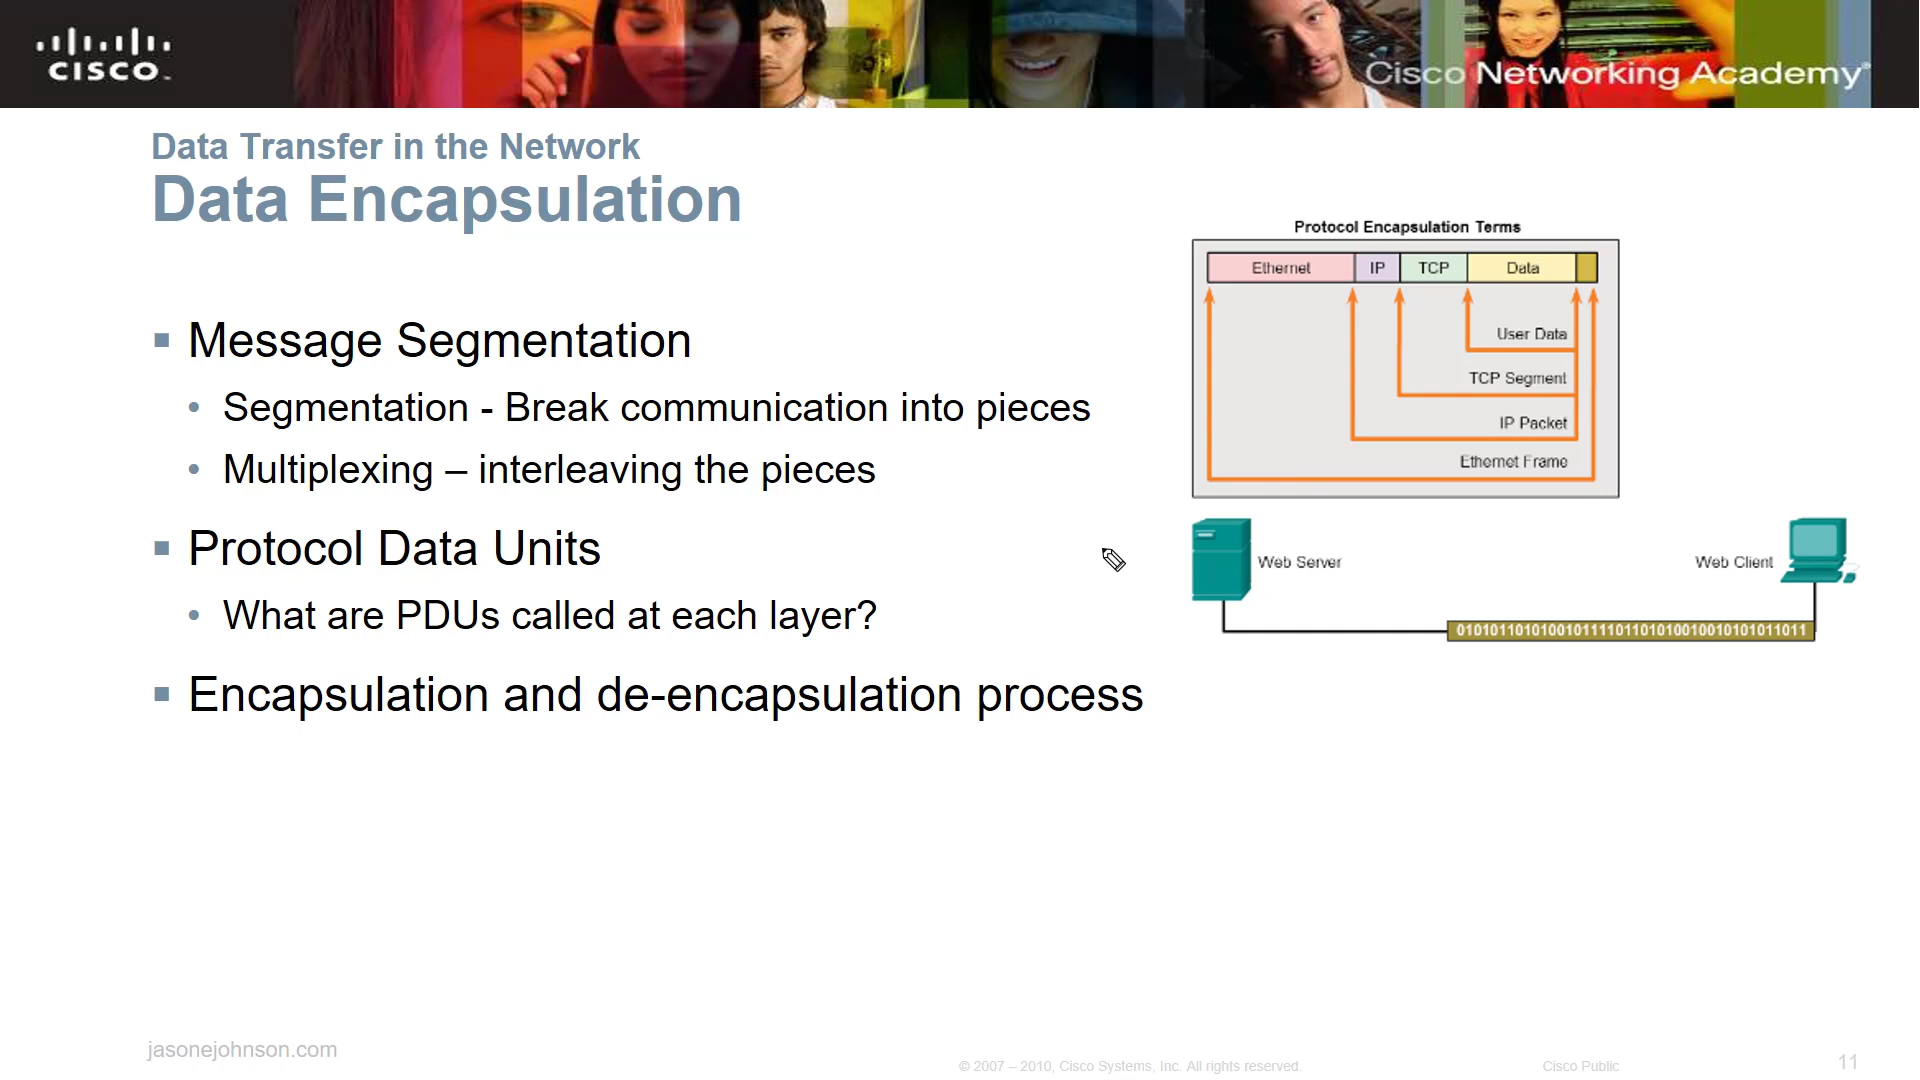 CISCO
Cisco Networking Academy®
Data Transfer in the Network
Data Encapsulation
Message Segmentation
Segmentation - Break communication into pieces
Multiplexing – interleaving the pieces
Protocol Data Units
What are PDUs called at each layer?
Encapsulation and de-encapsulation process
Protocol Encapsulation Terms
Ethernet IP TCP Data
User Data
TCP Segment
IP Packet
Ethernet Frame
Web Server
Web Client
jasonejohnson.com
© 2007 – 2010, Cisco Systems, Inc. All rights reserved.
Cisco Public
11